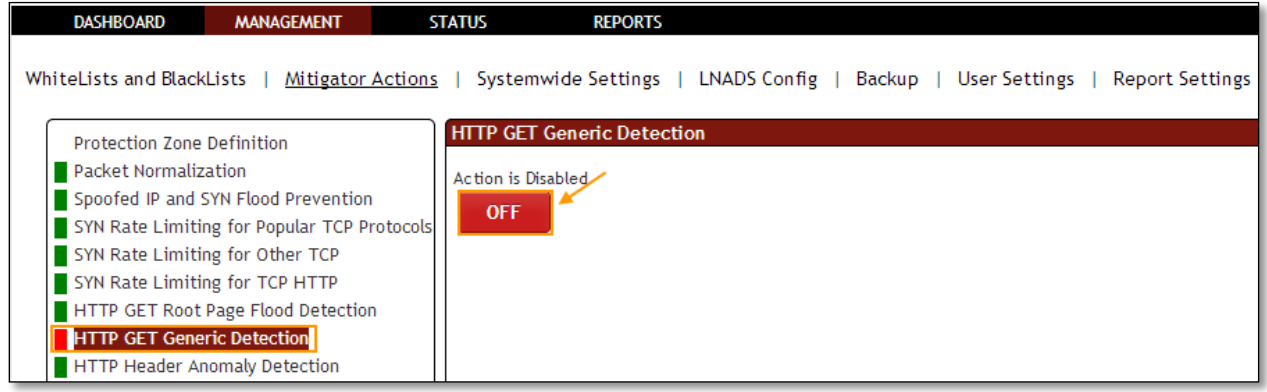 DASHBOARD MANAGEMENT STATUS REPORTS
WhiteLists and BlackLists | Mitigator Actions | Systemwide Settings | LNADS Config | Backup | User Settings | Report Settings
Protection Zone Definition
Packet Normalization
Spoofed IP and SYN Flood Prevention
SYN Rate Limiting for Popular TCP Protocols
SYN Rate Limiting for Other TCP
SYN Rate Limiting for TCP HTTP
HTTP GET Root Page Flood Detection
HTTP GET Generic Detection
HTTP Header Anomaly Detection
HTTP GET Generic Detection
Action is Disabled
OFF